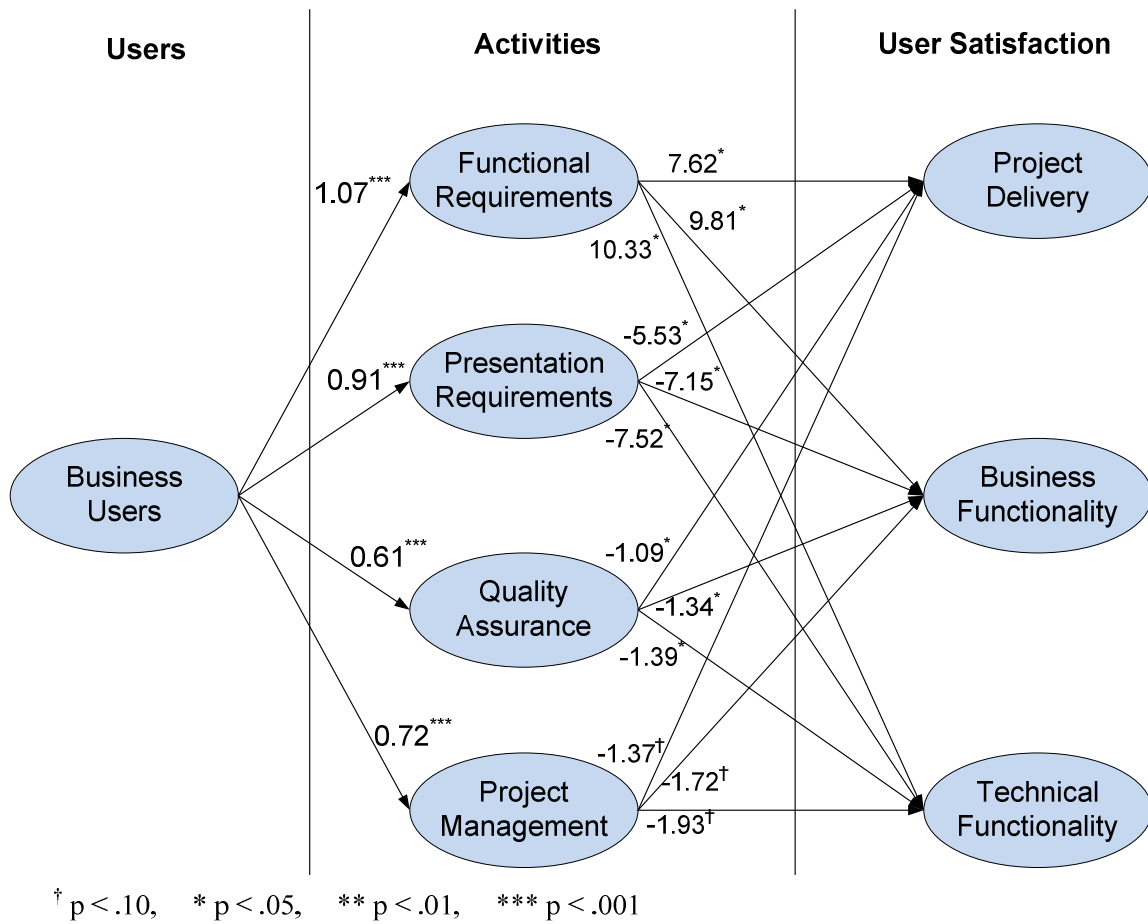 Users
Activities
User Satisfaction
Functional
Requirements
7.62*
Project
Delivery
1.07***
9.81*
10.33*
-5.53*
Presentation
Requirements
0.91***
-7.15*
-7.52*
Business
Users
Business
Functionality
0.61***
-1.09*
Quality
Assurance
-1.34*
-1.39*
0.72***
-1.37†
-1.72†
Project
Management
-1.93†
Technical
Functionality
† p < .10, * p < .05, ** p < .01, *** p < .001